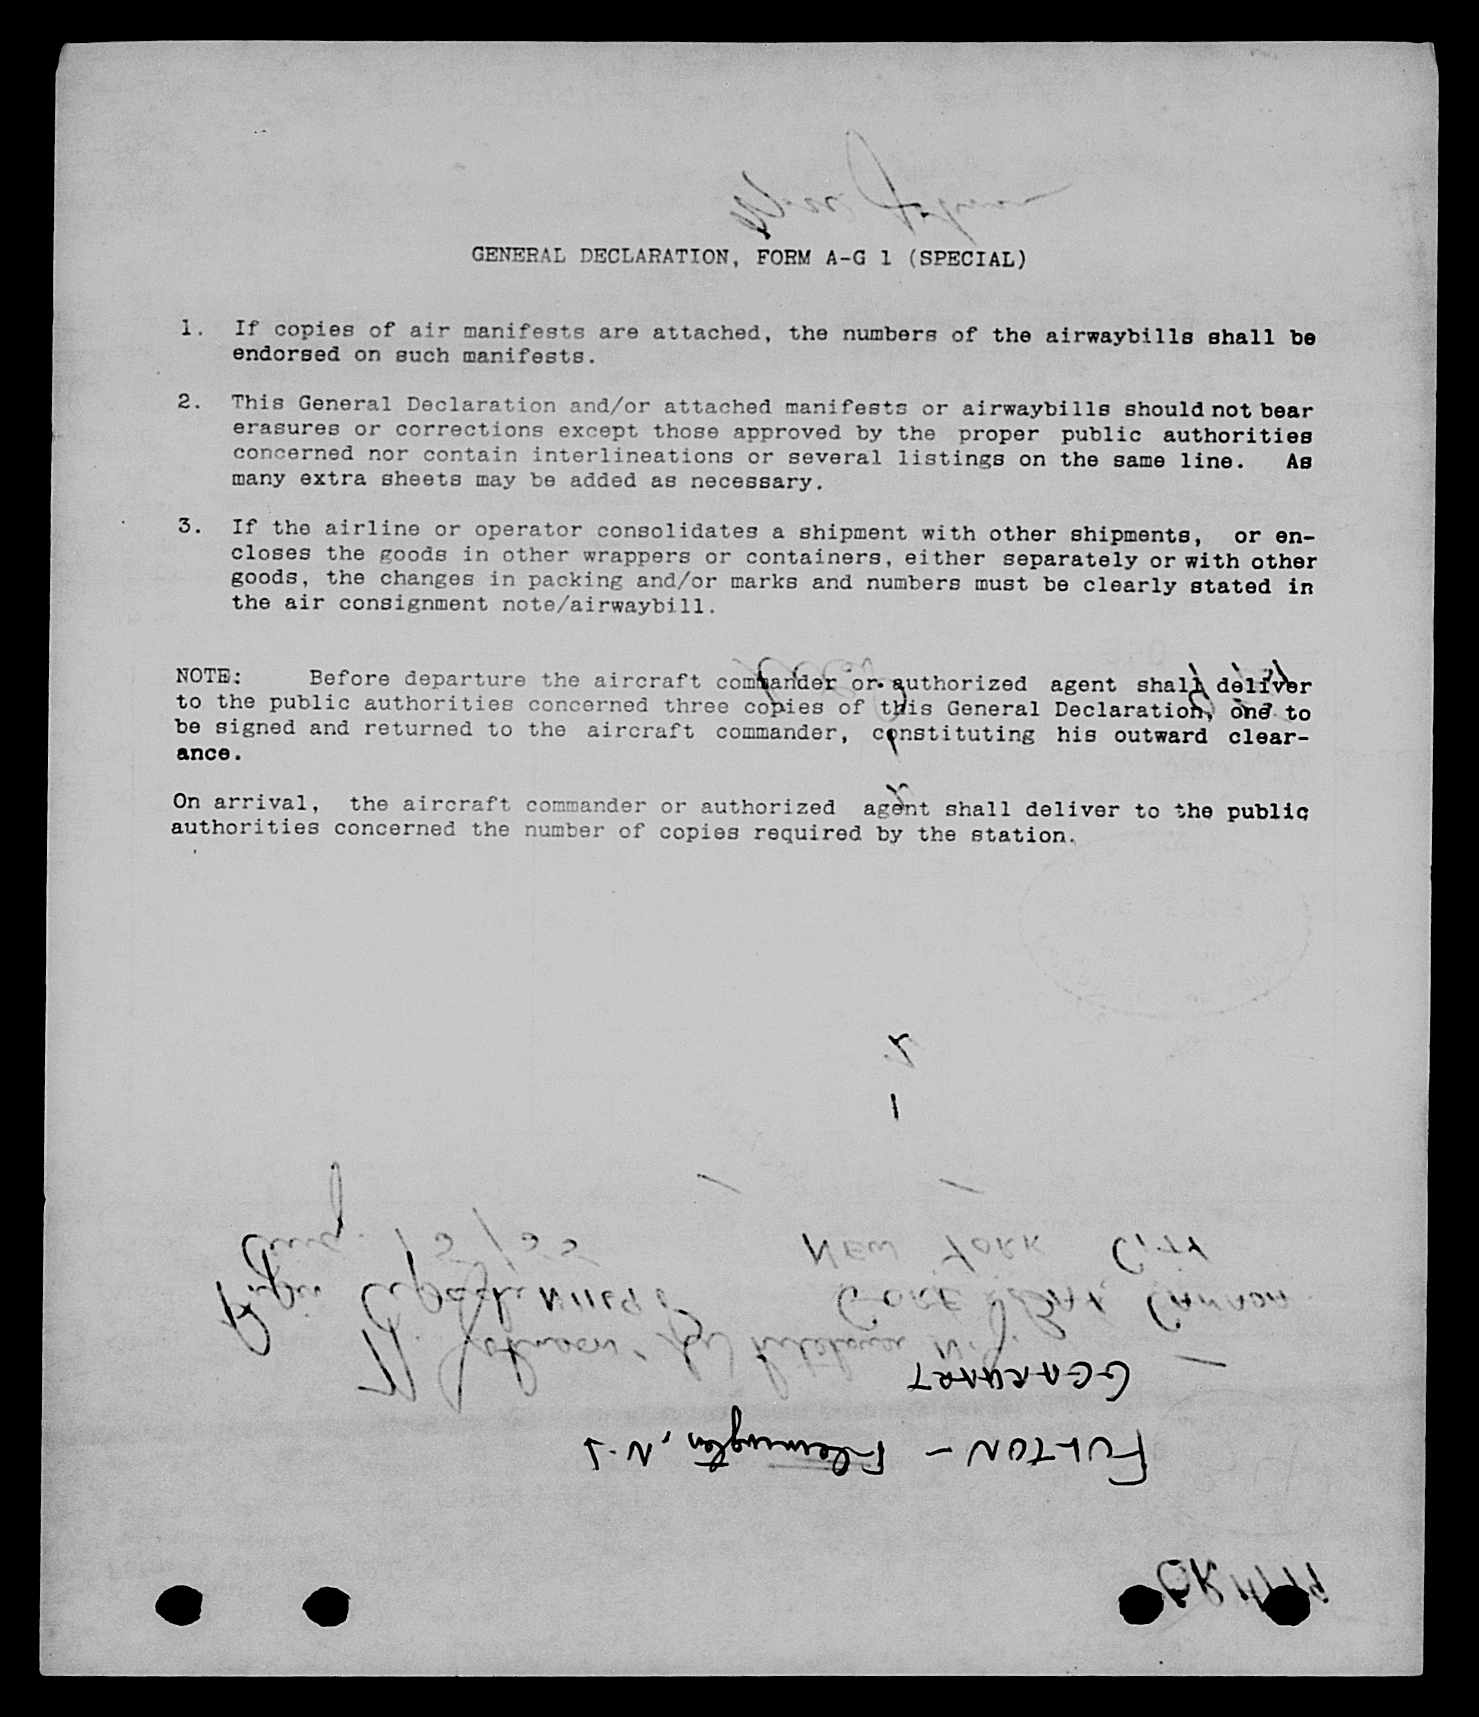 GENERAL DECLARATION, FORM A-G 1 (SPECIAL)
1. If copies of air manifests are attached, the numbers of the airwaybills shall be
endorsed on such manifests.
2. This General Declaration and/or attached manifests or airwaybills should not bear
erasures or corrections except those approved by the proper public authorities
concerned nor contain interlineations or several listings on the same line. As
many extra sheets may be added as necessary.
3. If the airline or operator consolidates a shipment with other shipments, or en-
closes the goods in other wrappers or containers, either separately or with other
goods, the changes in packing and/or marks and numbers must be clearly stated in
the air consignment note/airwaybill.
NOTE: Before departure the aircraft commander or authorized agent shall deliver
to the public authorities concerned three copies of this General Declaration, one to
be signed and returned to the aircraft commander, constituting his outward clear-
ance.
On arrival, the aircraft commander or authorized agent shall deliver to the public
authorities concerned the number of copies required by the station.
2
1
Aug. 15/55 NEW YORK CITY
Piper Apache
N. Johnson
GEARHART
FULTON - Flemington, N.J